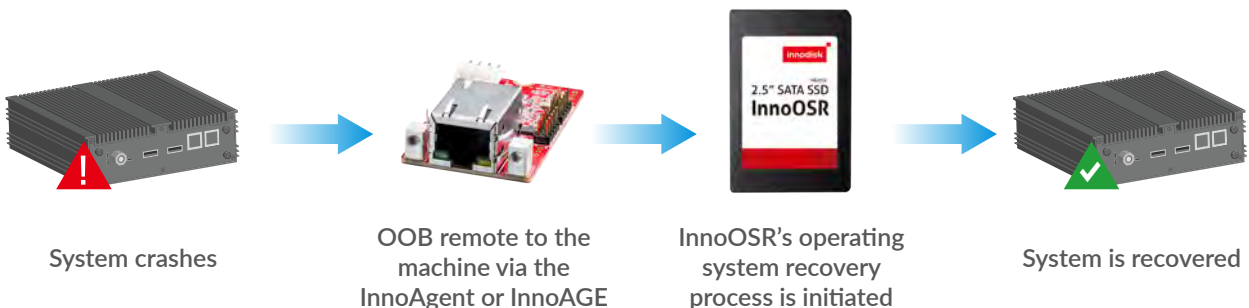 innodisk
2.5" SATA SSD
InnoOSR
System crashes
OOB remote to the
machine via the
InnoAgent or InnoAGE
InnoOSR's operating
system recovery
process is initiated
System is recovered